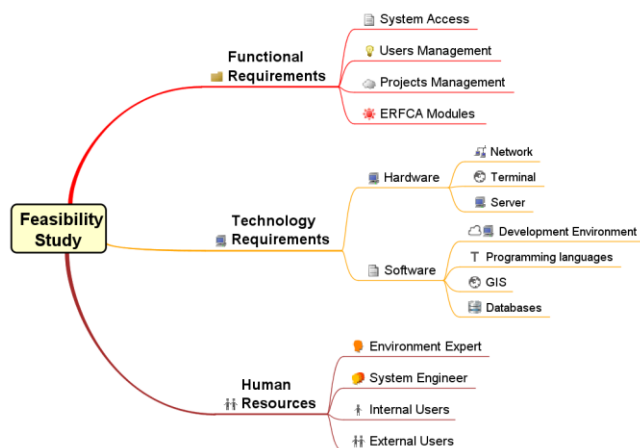 Feasibility
Study
Functional
Requirements
System Access
Users Management
Projects Management
ERFCA Modules
Technology
Requirements
Hardware
Network
Terminal
Server
Software
Development Environment
T Programming languages
GIS
Databases
Human
Resources
Environment Expert
System Engineer
Internal Users
External Users